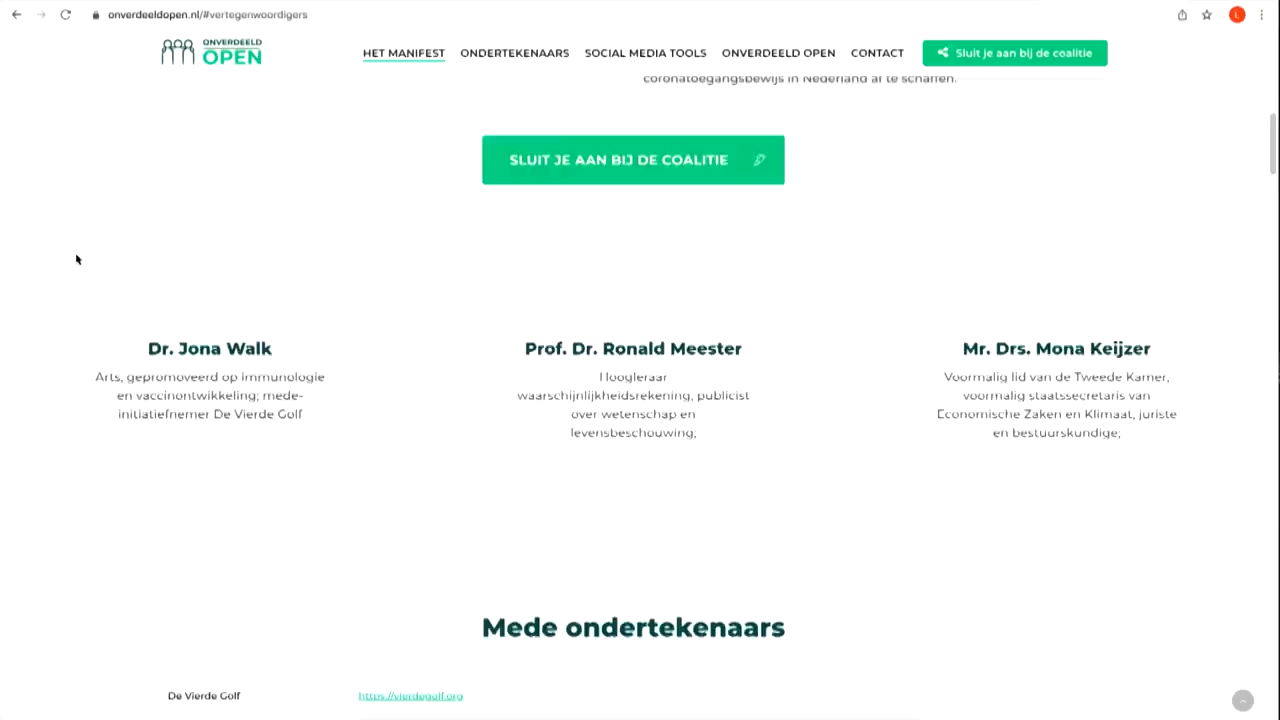 onverdeeldopen.nl/#vertegenwoordigers
L
ONVERDEELD
OPEN
HET MANIFEST ONDERTEKENAARS SOCIAL MEDIA TOOLS ONVERDEELD OPEN CONTACT Sluit je aan bij de coalitie
coronatoegangsbewijs in Nederland af te schaffen.
SLUIT JE AAN BIJ DE COALITIE
Dr. Jona Walk
Arts, gepromoveerd op immunologie
en vaccinontwikkeling; mede-
initiatiefnemer De Vierde Golf
Prof. Dr. Ronald Meester
Hoogleraar
waarschijnlijkheidsrekening, publicist
over wetenschap en
levensbeschouwing;
Mr. Drs. Mona Keijzer
Voormalig lid van de Tweede Kamer,
voormalig staatssecretaris van
Economische Zaken en Klimaat, juriste
en bestuurskundige;
Mede ondertekenaars
De Vierde Golf https://vierdegolf.org